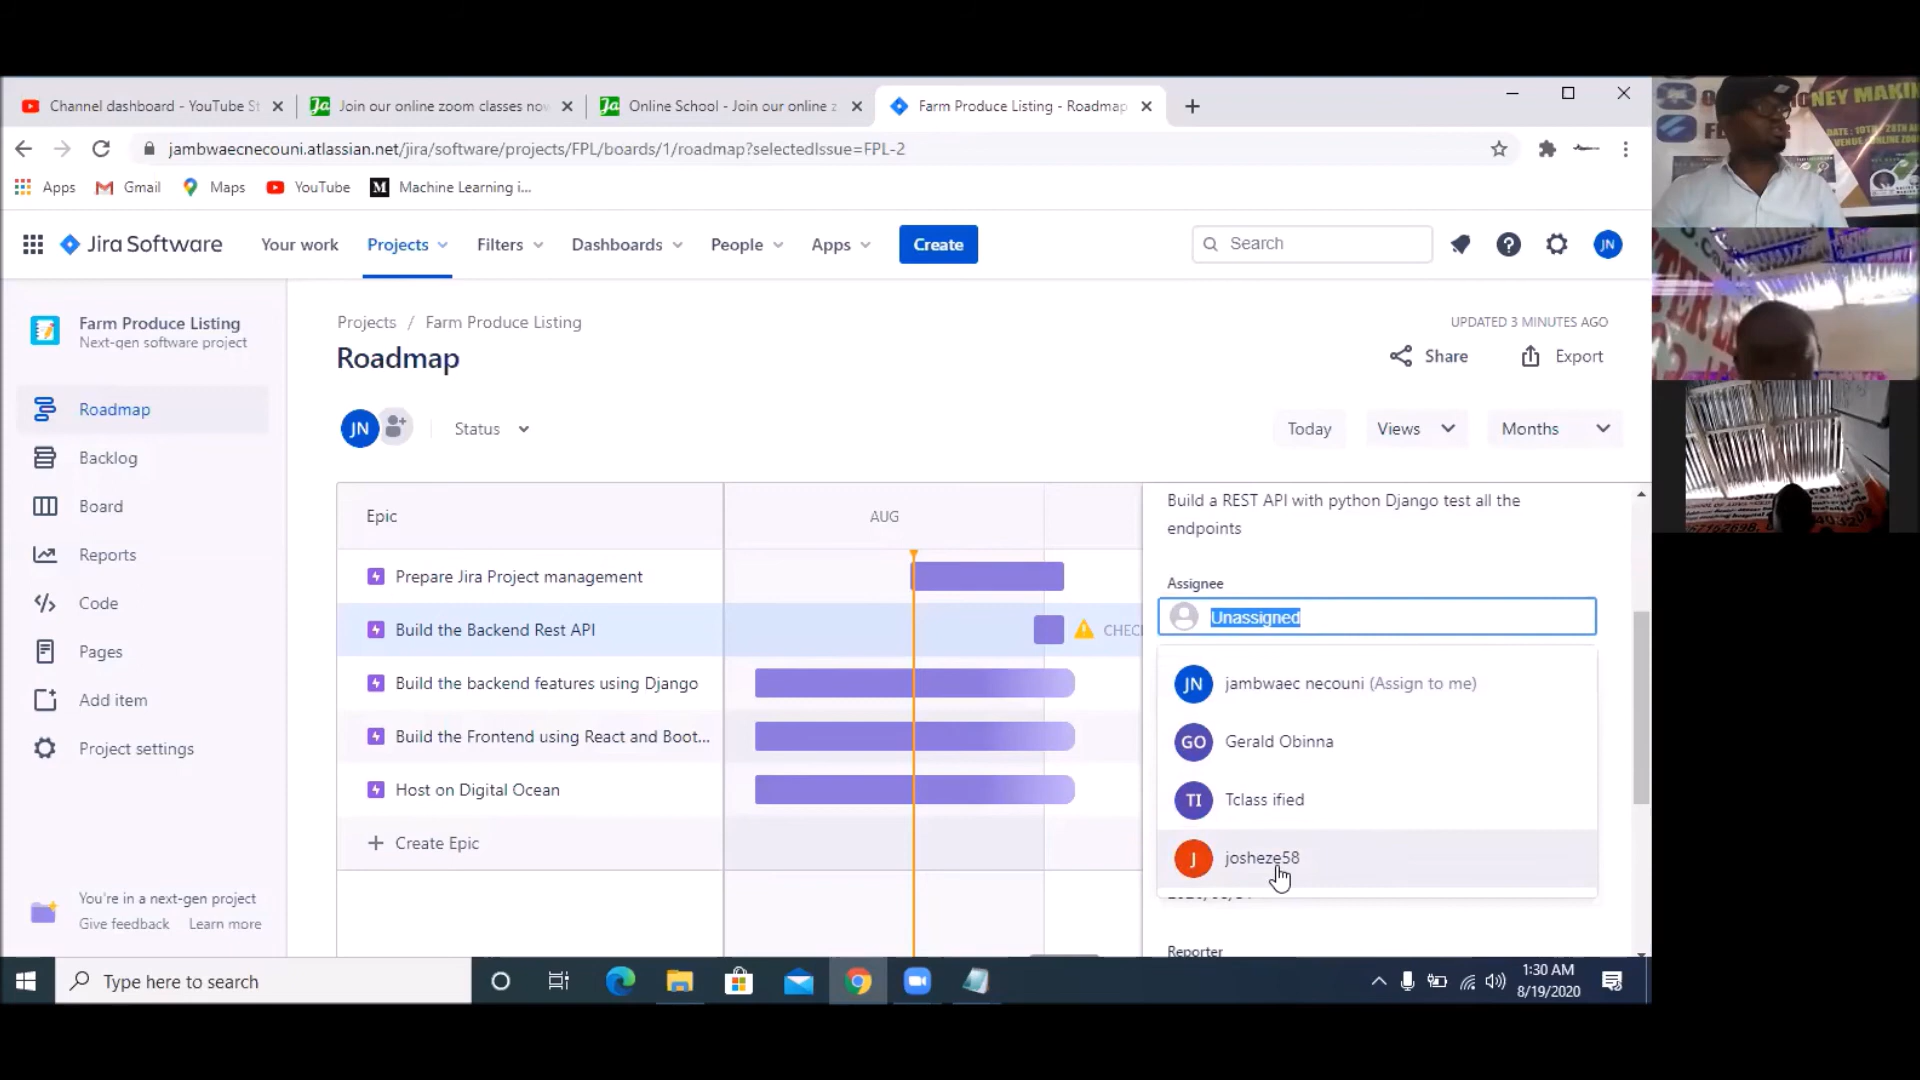 Channel dashboard - YouTube St
Join our online zoom classes now
Online School - Join our online z
Farm Produce Listing - Roadmap
jambwaecnecouni.atlassian.net/jira/software/projects/FPL/boards/1/roadmap?selectedIssue=FPL-2
Apps
Gmail
Maps
YouTube
M
Machine Learning i...
Jira Software
Your work
Projects
Filters
Dashboards
People
Apps
Create
Search
JN
Farm Produce Listing
Next-gen software project
Roadmap
Backlog
Board
Reports
Code
Pages
Add item
Project settings
You're in a next-gen project
Give feedback
Learn more
Projects / Farm Produce Listing
UPDATED 3 MINUTES AGO
Roadmap
Share
Export
JN
Status
Today
Views
Months
Epic
AUG
Prepare Jira Project management
Build the Backend Rest API
CHEC
Build the backend features using Django
Build the Frontend using React and Boot...
Host on Digital Ocean
+ Create Epic
Build a REST API with python Django test all the
endpoints
Assignee
Unassigned
JN
jambwaec necouni (Assign to me)
GO
Gerald Obinna
TI
Tclass ified
J
josheze58
Reporter
Type here to search
1:30 AM
8/19/2020
NEY MAKIN